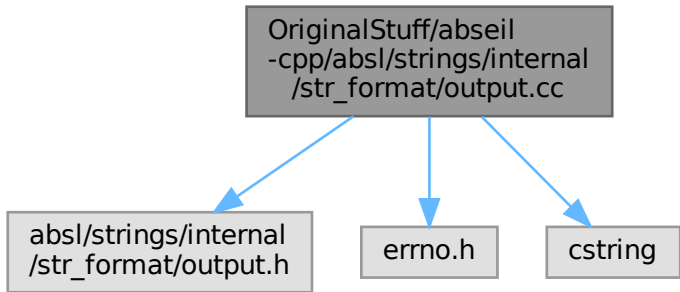 OriginalStuff/abseil
-cpp/absl/strings/internal
/str_format/output.cc
absl/strings/internal
/str_format/output.h
errno.h
cstring